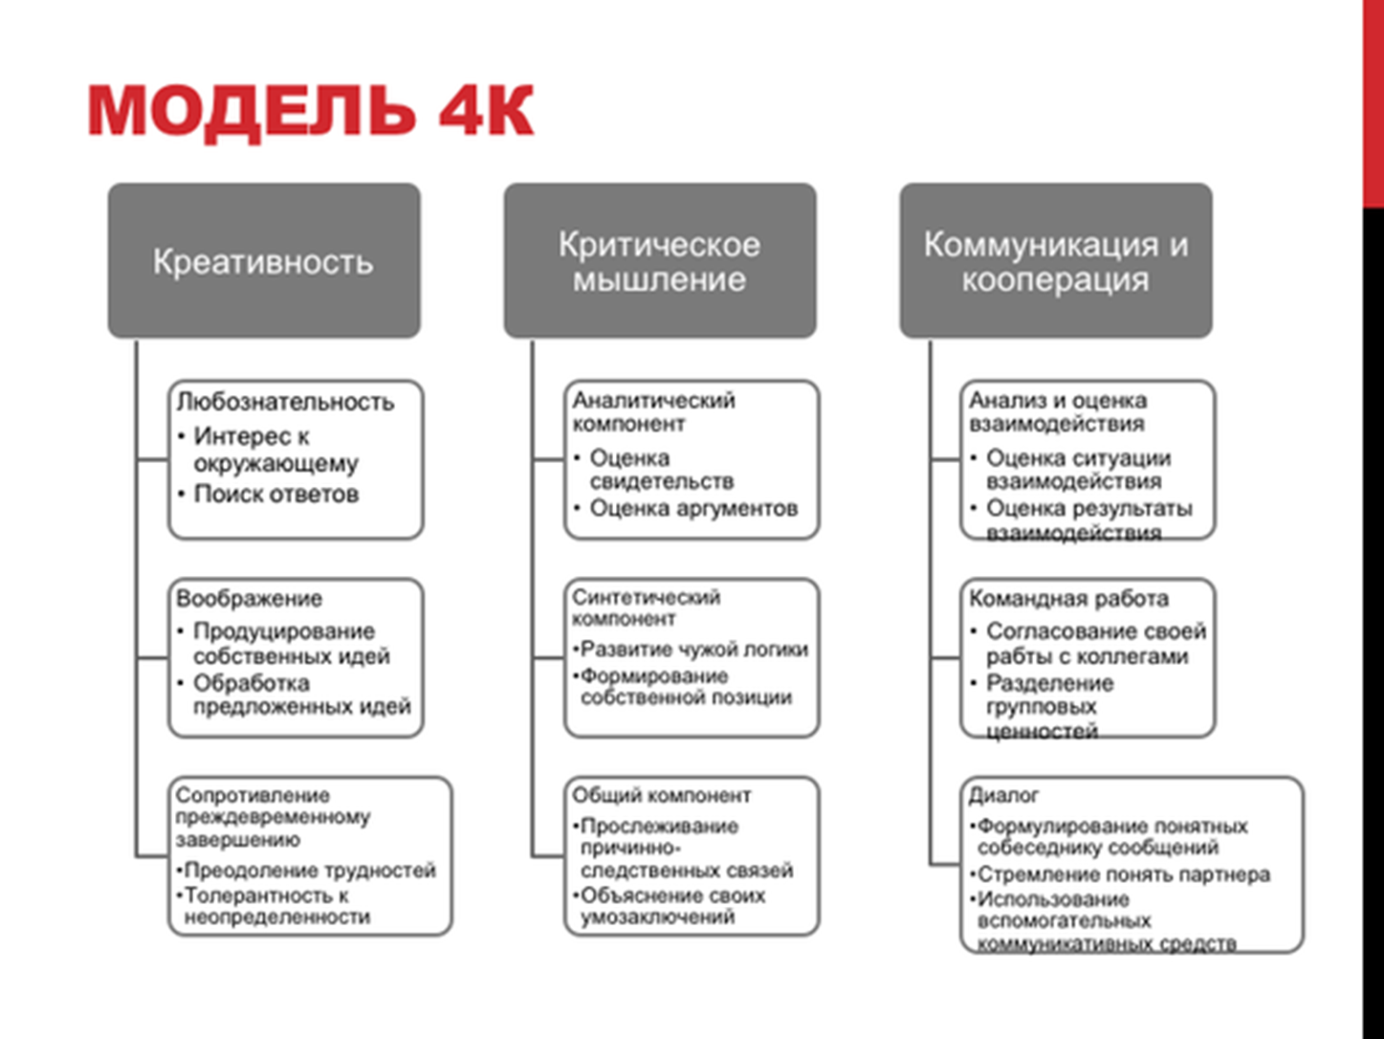 МОДЕЛЬ 4К
Креативность
Любознательность
• Интерес к
окружающему
• Поиск ответов
Воображение
• Продуцирование
собственных идей
• Обработка
предложенных идей
Сопротивление
преждевременному
завершению
•Преодоление трудностей
•Толерантность к
неопределенности
Критическое
мышление
Аналитический
компонент
• Оценка
свидетельств
• Оценка аргументов
Синтетический
компонент
•Развитие чужой логики
•Формирование
собственной позиции
Общий компонент
•Прослеживание
причинно-
следственных связей
•Объяснение своих
умозаключений
Коммуникация и
кооперация
Анализ и оценка
взаимодействия
• Оценка ситуации
взаимодействия
• Оценка результаты
взаимодействия
Командная работа
• Согласование своей
рабты с коллегами
• Разделение
групповых
ценностей
Диалог
•Формулирование понятных
собеседнику сообщений
•Стремление понять партнера
•Использование
вспомогательных
коммуникативных средств